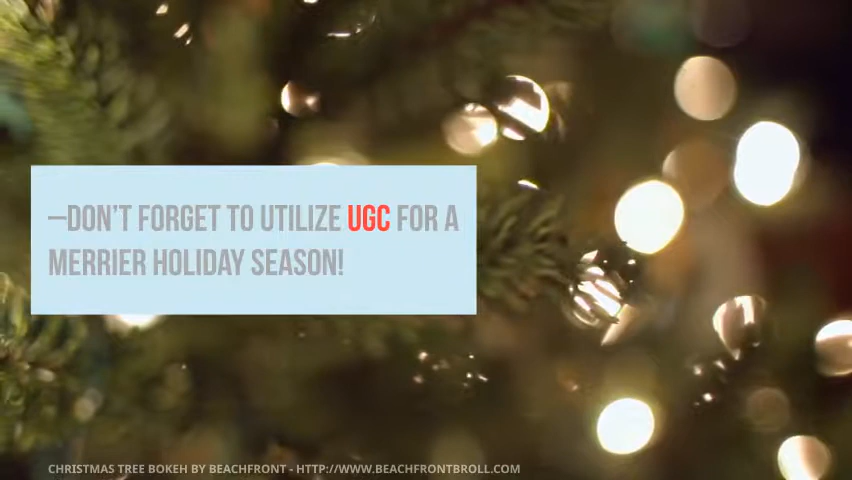 –DON'T FORGET TO UTILIZE UGC FOR A
MERRIER HOLIDAY SEASON!
CHRISTMAS TREE BOKEH BY BEACHFRONT - HTTP://WWW.BEACHFRONTBROLL.COM